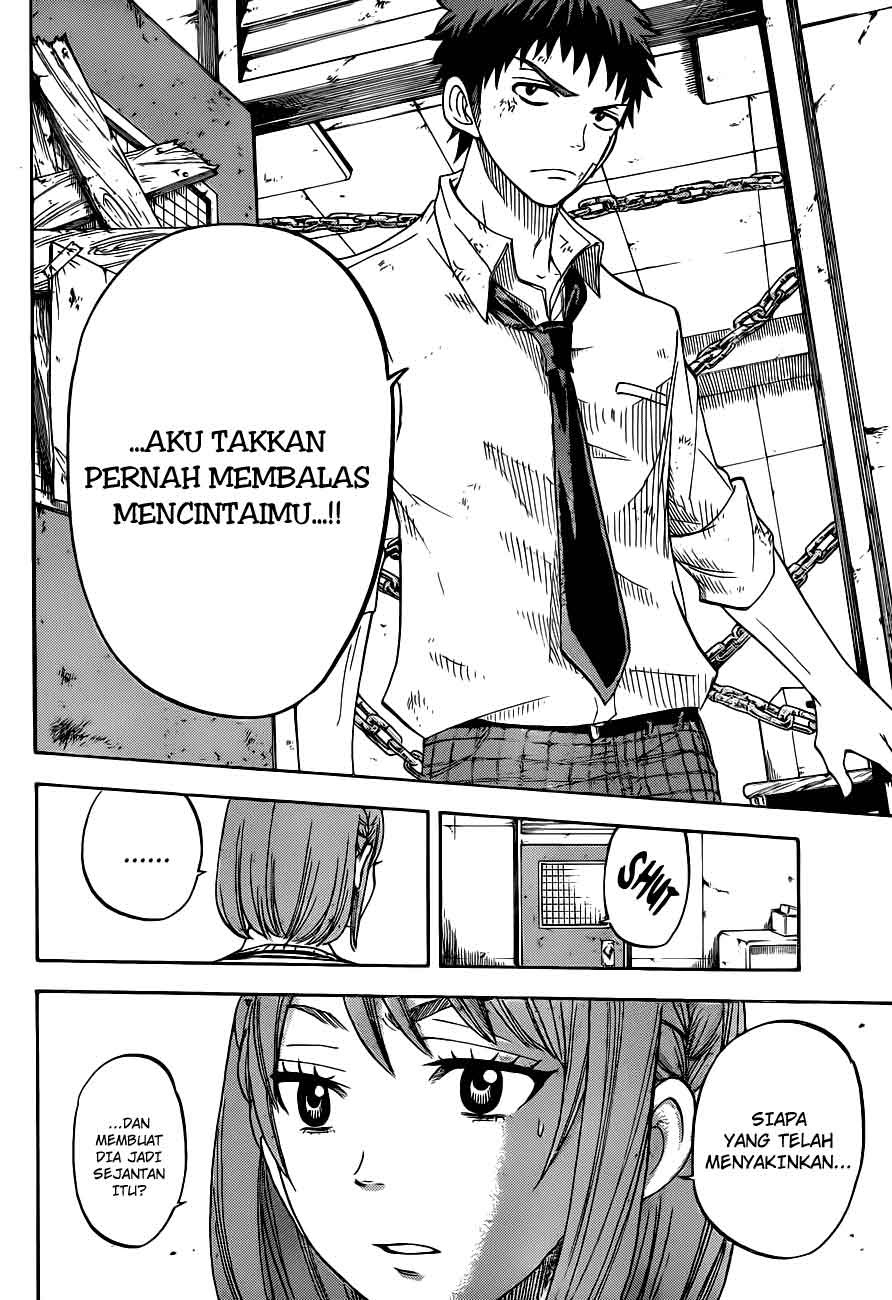 ...AKU TAKKAN
PERNAH MEMBALAS
MENCINTAIMU...!!
SHUT
......
SIAPA
YANG TELAH
MENYAKINKAN...
...DAN
MEMBUAT
DIA JADI
SEJANTAN
ITU?